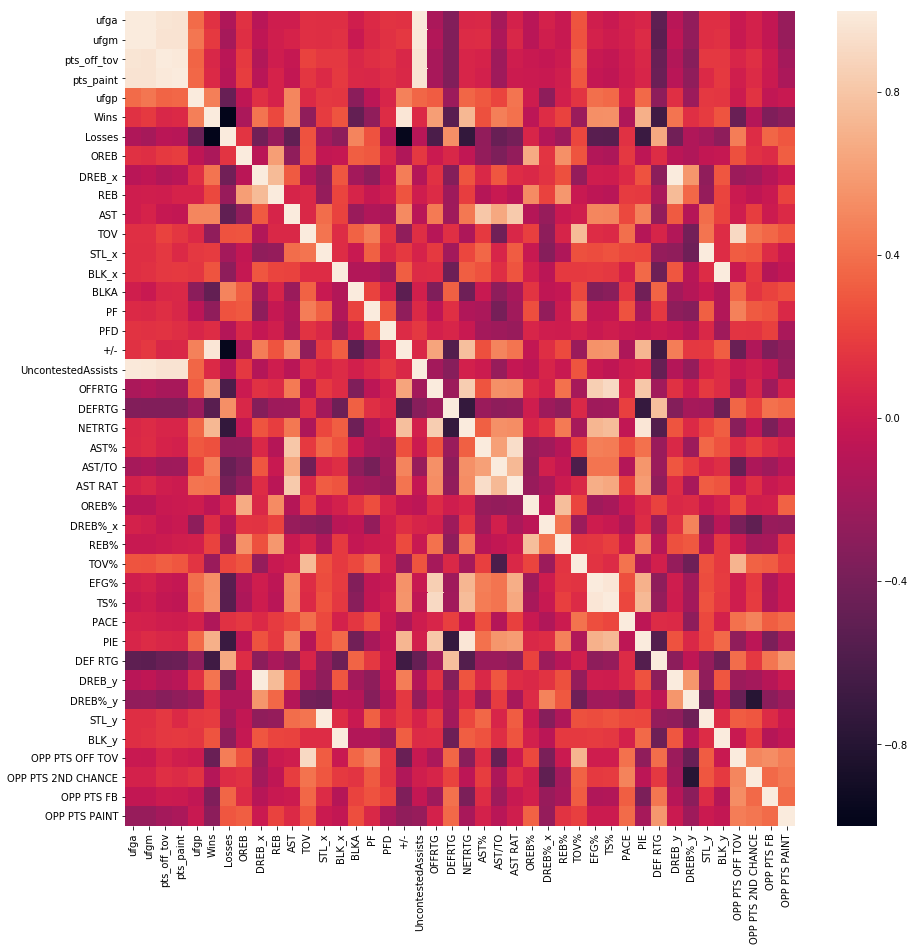 ufga
ufgm
pts_off_tov
pts_paint
ufgp
Wins
Losses
OREB
DREB_x
REB
AST
TOV
STL_x
BLK_x
BLKA
PF
PFD
+/-
UncontestedAssists
OFFRTG
DEFRTG
NETRTG
AST%
AST/TO
AST RAT
OREB%
DREB%_x
REB%
TOV%
EFG%
TS%
PACE
PIE
DEF RTG
DREB_y
DREB%_y
STL_y
BLK_y
OPP PTS OFF TOV
OPP PTS 2ND CHANCE
OPP PTS FB
OPP PTS PAINT
ufga
ufgm
pts_off_tov
pts_paint
ufgp
Wins
Losses
OREB
DREB_x
REB
AST
TOV
STL_x
BLK_x
BLKA
PF
PFD
+/-
UncontestedAssists
OFFRTG
DEFRTG
NETRTG
AST%
AST/TO
AST RAT
OREB%
DREB%_x
REB%
TOV%
EFG%
TS%
PACE
PIE
DEF RTG
DREB_y
DREB%_y
STL_y
BLK_y
OPP PTS OFF TOV
OPP PTS 2ND CHANCE
OPP PTS FB
OPP PTS PAINT
0.8
0.4
0.0
−0.4
−0.8